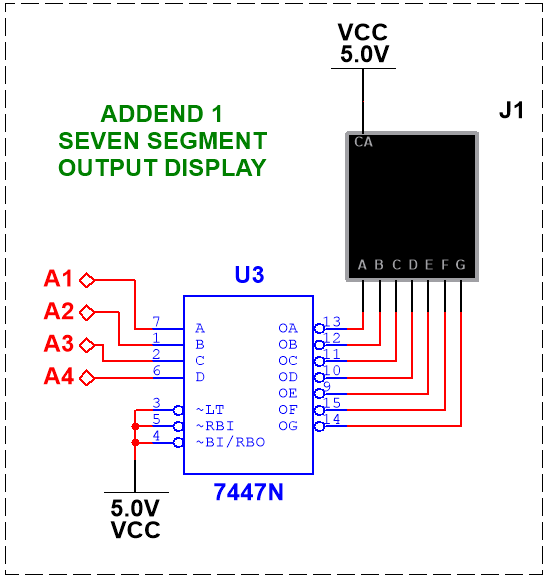 VCC
5.0V
J1
ADDEND 1
SEVEN SEGMENT
OUTPUT DISPLAY
CA
A B C D E F G
U3
A1
A2
A3
A4
7 A OA 13
1 B OB 12
2 C OC 11
6 D OD 10
OE 9
3 ~LT OF 15
5 ~RBI OG 14
4 ~BI/RBO
7447N
5.0V
VCC